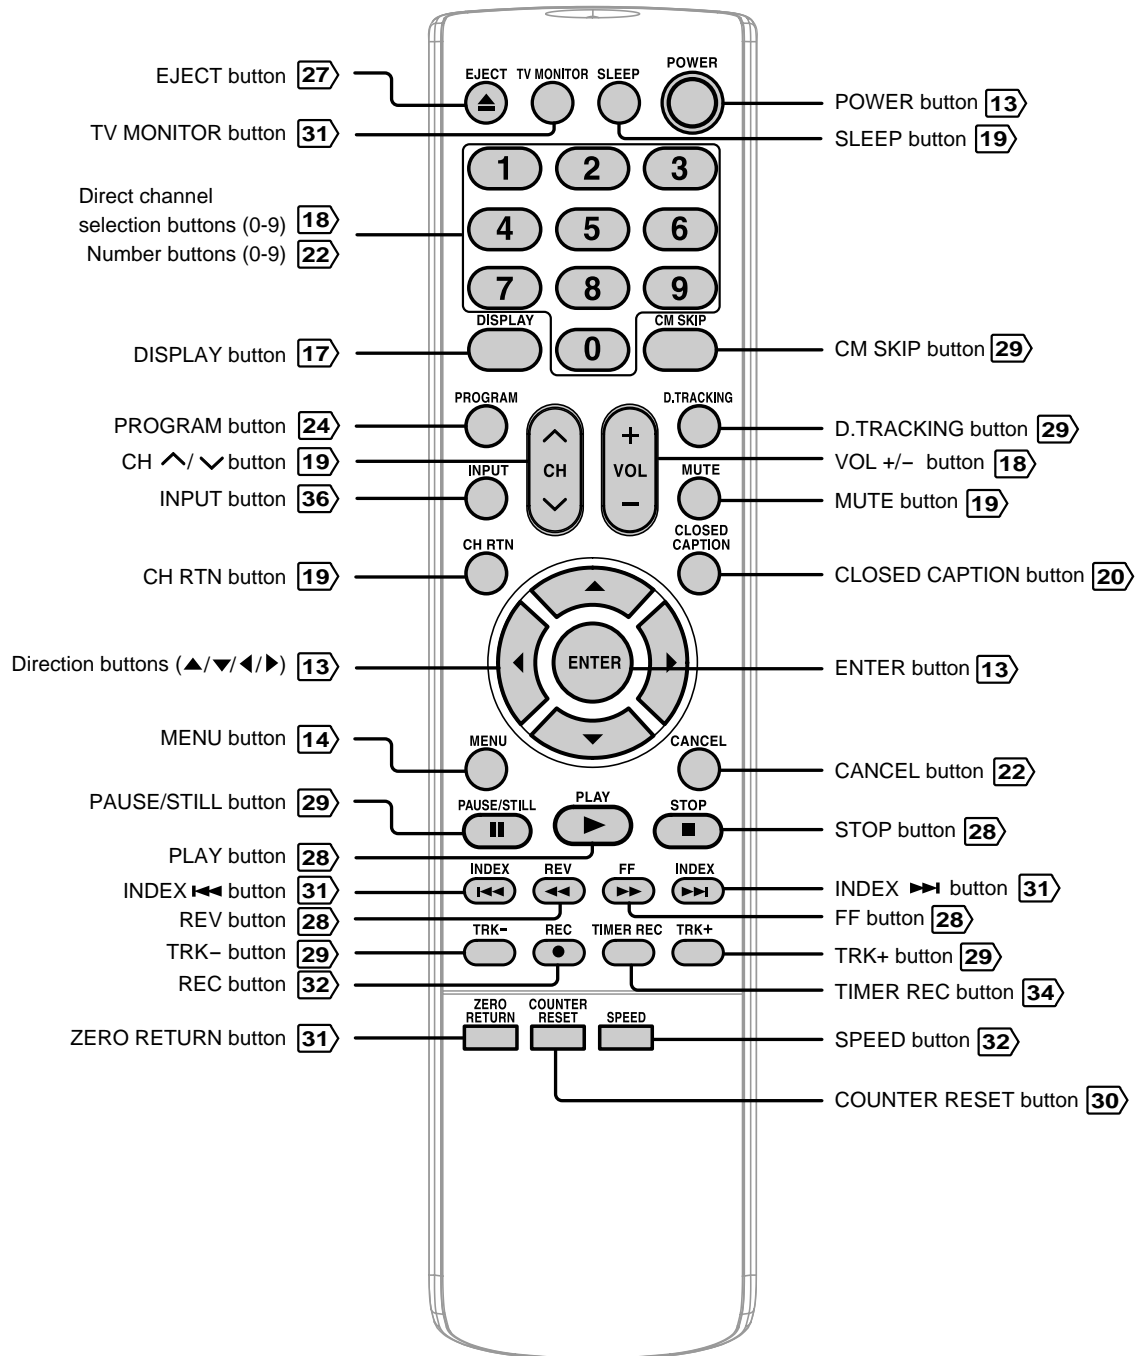 EJECT button 27
TV MONITOR button 31
Direct channel
selection buttons (0-9) 18
Number buttons (0-9) 22
DISPLAY button 17
PROGRAM button 24
CH ∧/∨ button 19
INPUT button 36
CH RTN button 19
Direction buttons (▲/▼/◀/▶) 13
MENU button 14
PAUSE/STILL button 29
PLAY button 28
INDEX ⏮ button 31
REV button 28
TRK− button 29
REC button 32
ZERO RETURN button 31
EJECT TV MONITOR SLEEP POWER
1 2 3
4 5 6
7 8 9
DISPLAY 0 CM SKIP
PROGRAM D.TRACKING
+
INPUT CH VOL MUTE
−
CH RTN CLOSED
CAPTION
ENTER
MENU CANCEL
PAUSE/STILL PLAY STOP
INDEX REV FF INDEX
TRK− REC TIMER REC TRK+
ZERO
RETURN
COUNTER
RESET
SPEED
POWER button 13
SLEEP button 19
CM SKIP button 29
D.TRACKING button 29
VOL +/− button 18
MUTE button 19
CLOSED CAPTION button 20
ENTER button 13
CANCEL button 22
STOP button 28
INDEX ⏭ button 31
FF button 28
TRK+ button 29
TIMER REC button 34
SPEED button 32
COUNTER RESET button 30